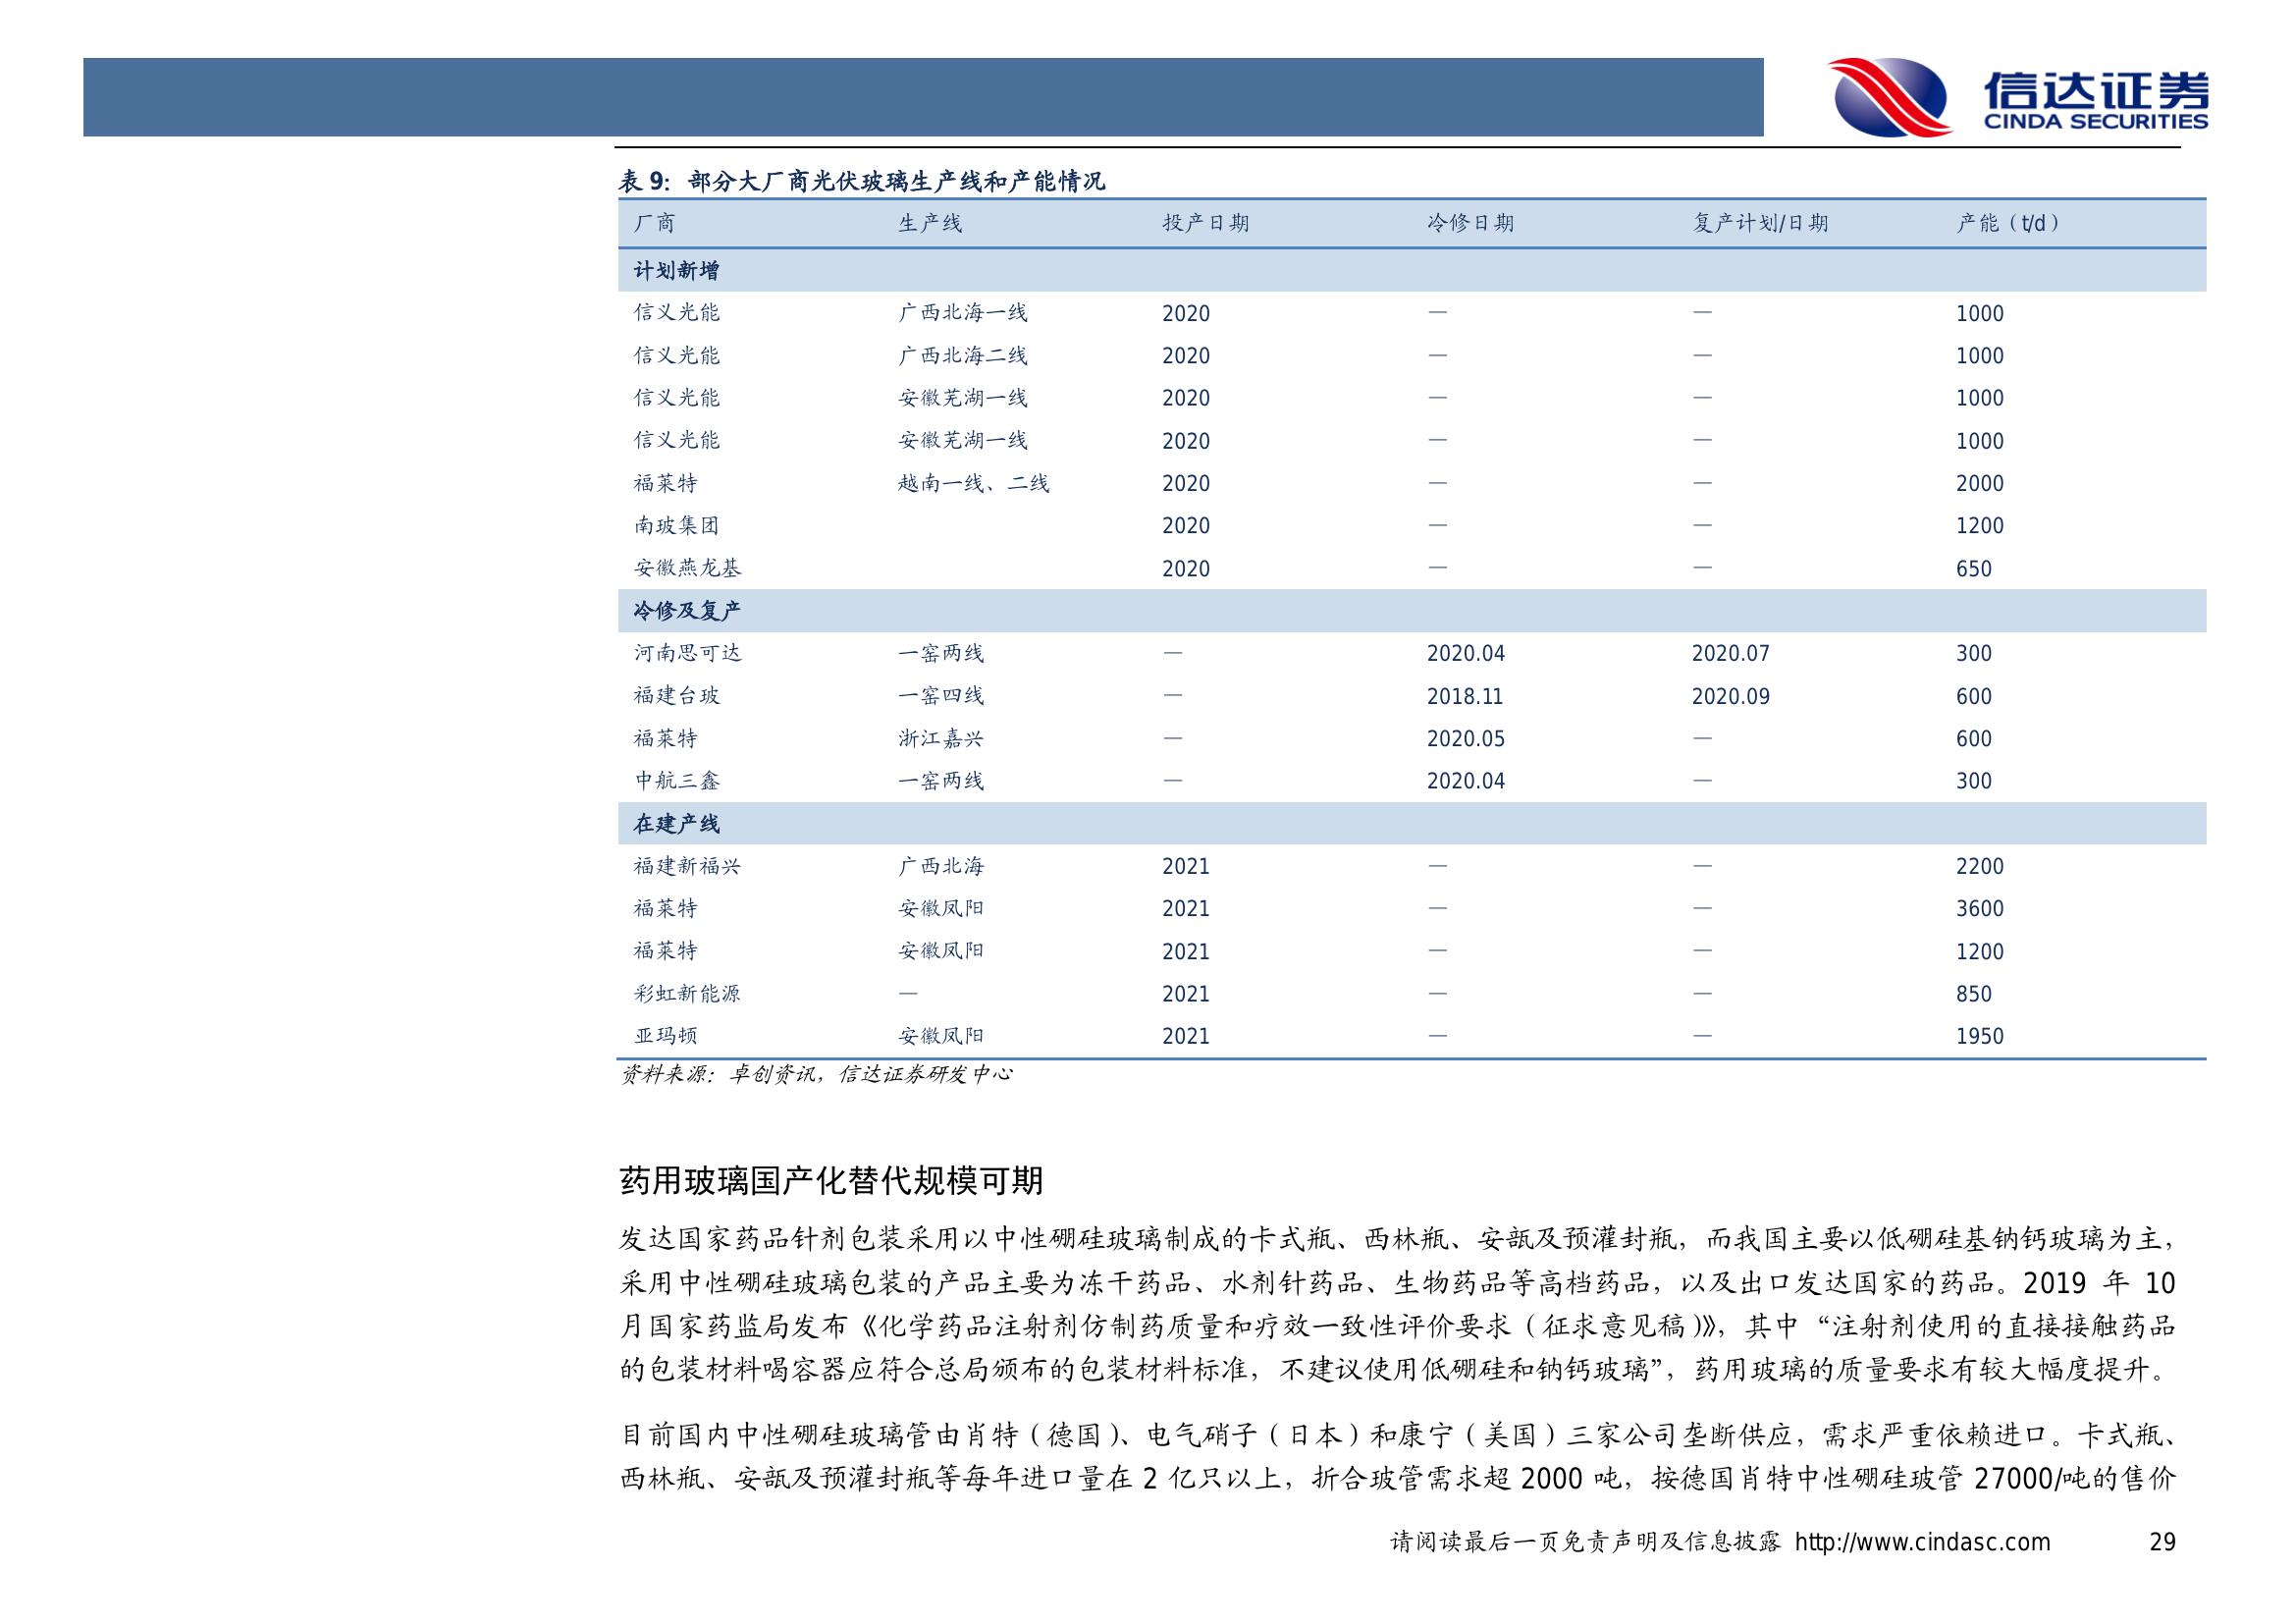 信达证券
CINDA SECURITIES
表 9：部分大厂商光伏玻璃生产线和产能情况
厂商 生产线 投产日期 冷修日期 复产计划/日期 产能（t/d）
计划新增
信义光能 广西北海一线 2020 — — 1000
信义光能 广西北海二线 2020 — — 1000
信义光能 安徽芜湖一线 2020 — — 1000
信义光能 安徽芜湖一线 2020 — — 1000
福莱特 越南一线、二线 2020 — — 2000
南玻集团 2020 — — 1200
安徽燕龙基 2020 — — 650
冷修及复产
河南思可达 一窑两线 — 2020.04 2020.07 300
福建台玻 一窑四线 — 2018.11 2020.09 600
福莱特 浙江嘉兴 — 2020.05 — 600
中航三鑫 一窑两线 — 2020.04 — 300
在建产线
福建新福兴 广西北海 2021 — — 2200
福莱特 安徽凤阳 2021 — — 3600
福莱特 安徽凤阳 2021 — — 1200
彩虹新能源 — 2021 — — 850
亚玛顿 安徽凤阳 2021 — — 1950
资料来源：卓创资讯，信达证券研发中心
药用玻璃国产化替代规模可期
发达国家药品针剂包装采用以中性硼硅玻璃制成的卡式瓶、西林瓶、安瓿及预灌封瓶，而我国主要以低硼硅基钠钙玻璃为主，
采用中性硼硅玻璃包装的产品主要为冻干药品、水剂针药品、生物药品等高档药品，以及出口发达国家的药品。2019 年 10
月国家药监局发布《化学药品注射剂仿制药质量和疗效一致性评价要求（征求意见稿）》，其中“注射剂使用的直接接触药品
的包装材料喝容器应符合总局颁布的包装材料标准，不建议使用低硼硅和钠钙玻璃”，药用玻璃的质量要求有较大幅度提升。
目前国内中性硼硅玻璃管由肖特（德国）、电气硝子（日本）和康宁（美国）三家公司垄断供应，需求严重依赖进口。卡式瓶、
西林瓶、安瓿及预灌封瓶等每年进口量在 2 亿只以上，折合玻管需求超 2000 吨，按德国肖特中性硼硅玻管 27000/吨的售价
请阅读最后一页免责声明及信息披露 http://www.cindasc.com 29